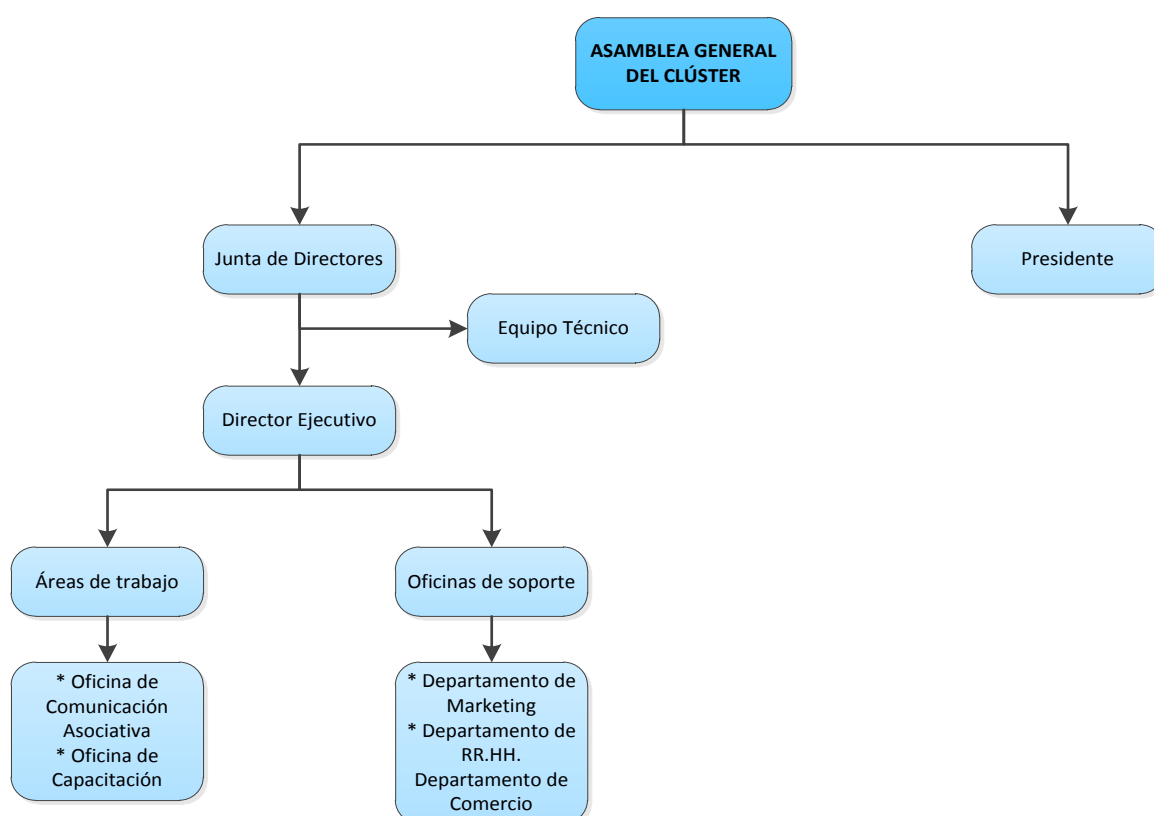 ASAMBLEA GENERAL
DEL CLÚSTER
Junta de Directores
Presidente
Equipo Técnico
Director Ejecutivo
Áreas de trabajo
Oficinas de soporte
* Oficina de
Comunicación
Asociativa
* Oficina de
Capacitación
* Departamento de
Marketing
* Departamento de
RR.HH.
Departamento de
Comercio